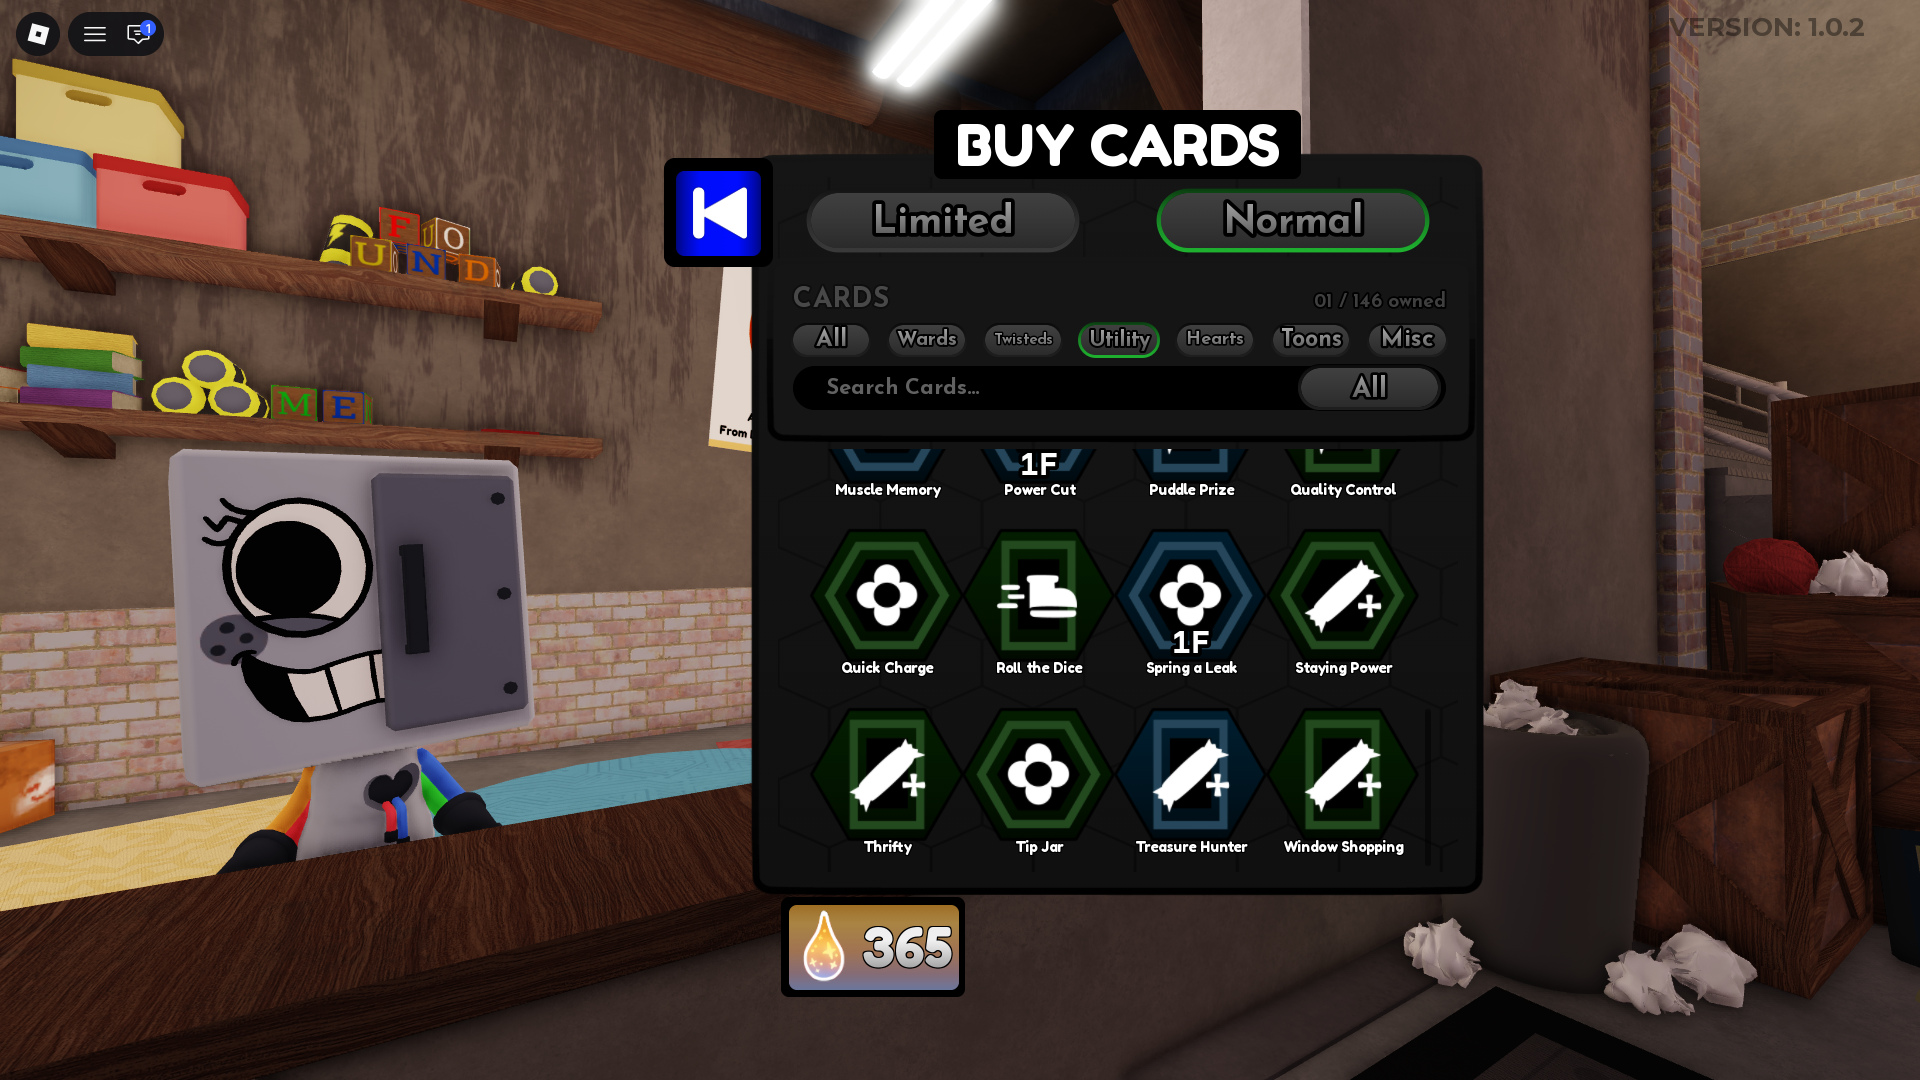 1
VERSION: 1.0.2
BUY CARDS
Limited
Normal
CARDS
01 / 146 owned
All
Wards
Twisteds
Utility
Hearts
Toons
Misc
Search Cards...
All
F U O
U N D
M E
From
1F
Muscle Memory
Power Cut
Puddle Prize
Quality Control
1F
Quick Charge
Roll the Dice
Spring a Leak
Staying Power
Thrifty
Tip Jar
Treasure Hunter
Window Shopping
365